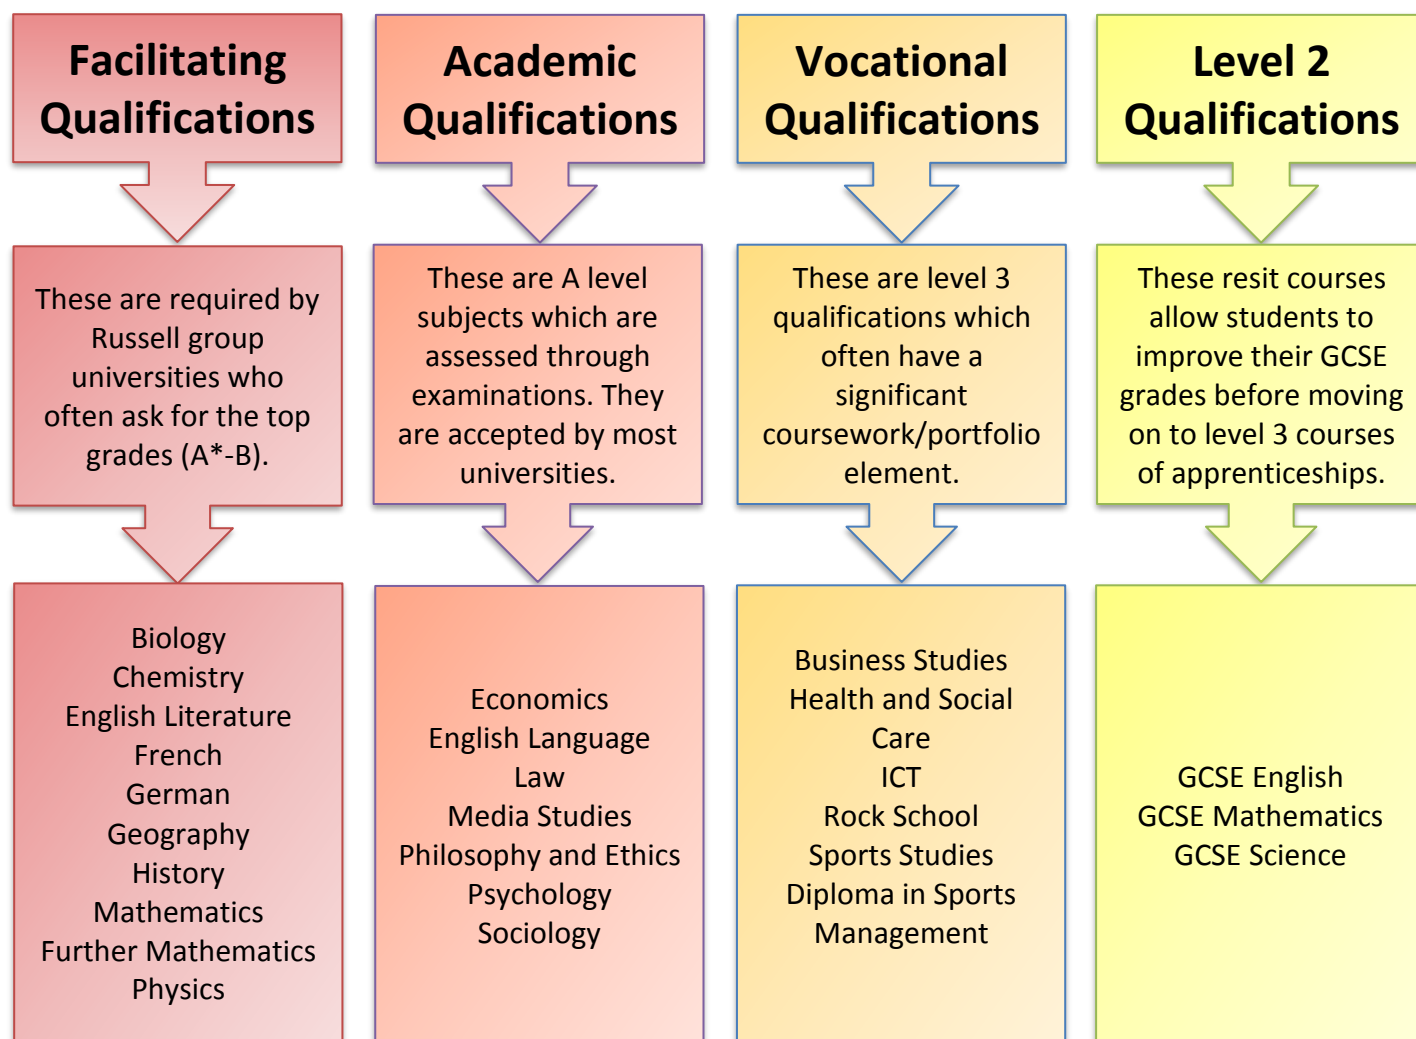 Facilitating
Qualifications
These are required by
Russell group
universities who
often ask for the top
grades (A*-B).
Biology
Chemistry
English Literature
French
German
Geography
History
Mathematics
Further Mathematics
Physics
Academic
Qualifications
These are A level
subjects which are
assessed through
examinations. They
are accepted by most
universities.
Economics
English Language
Law
Media Studies
Philosophy and Ethics
Psychology
Sociology
Vocational
Qualifications
These are level 3
qualifications which
often have a
significant
coursework/portfolio
element.
Business Studies
Health and Social
Care
ICT
Rock School
Sports Studies
Diploma in Sports
Management
Level 2
Qualifications
These resit courses
allow students to
improve their GCSE
grades before moving
on to level 3 courses
of apprenticeships.
GCSE English
GCSE Mathematics
GCSE Science